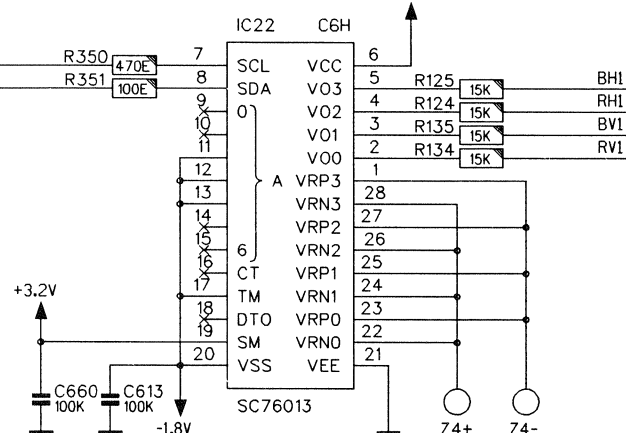 IC22 C6H
R350 470E 7 SCL VCC 6
R351 100E 8 SDA VO3 5 R125 15K BH1
9 0 VO2 4 R124 15K RH1
10 VO1 3 R135 15K BV1
11 VO0 2 R134 15K RV1
12 A VRP3 1
13 VRN3 28
14 VRP2 27
15 6 VRN2 26
16 CT VRP1 25
17 TM VRN1 24
18 DTO VRP0 23
+3.2V 19 SM VRN0 22
20 VSS VEE 21
C660 100K C613 100K
SC76013
-1.8V 74+ 74-